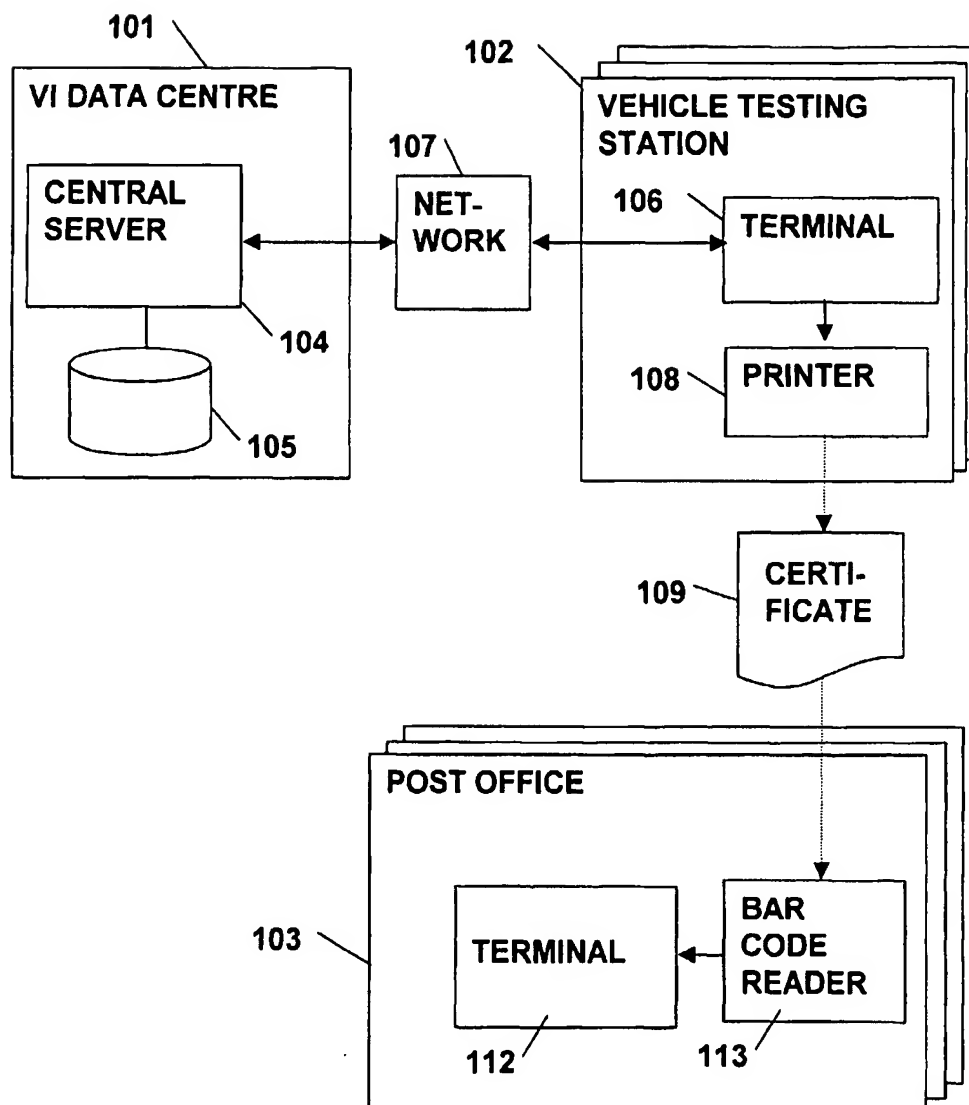 101
VI DATA CENTRE
CENTRAL
SERVER
104
105
107
NET-
WORK
102
VEHICLE TESTING
STATION
106
TERMINAL
108
PRINTER
109
CERTI-
FICATE
POST OFFICE
103
TERMINAL
112
BAR
CODE
READER
113